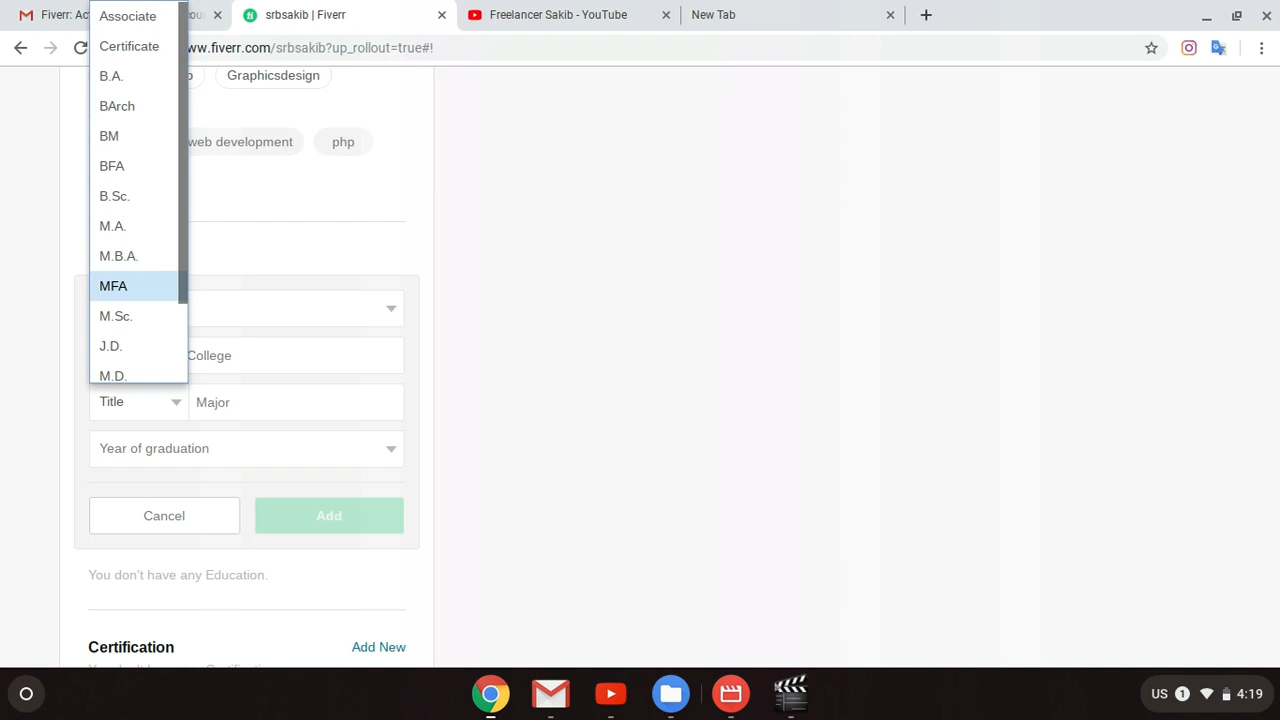 Fiverr: Ac
cou
srbsakib | Fiverr
Freelancer Sakib - YouTube
New Tab
ww.fiverr.com/srbsakib?up_rollout=true#!
Associate
Certificate
B.A.
BArch
BM
BFA
B.Sc.
M.A.
M.B.A.
MFA
M.Sc.
J.D.
M.D.
p
Graphicsdesign
web development
php
College
Title
Major
Year of graduation
Cancel
Add
You don't have any Education.
Certification
Add New
US 1 4:19